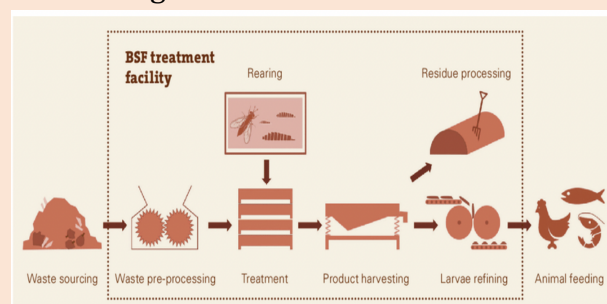 BSF treatment
facility
Rearing
Residue processing
Waste sourcing
Waste pre-processing
Treatment
Product harvesting
Larvae refining
Animal feeding